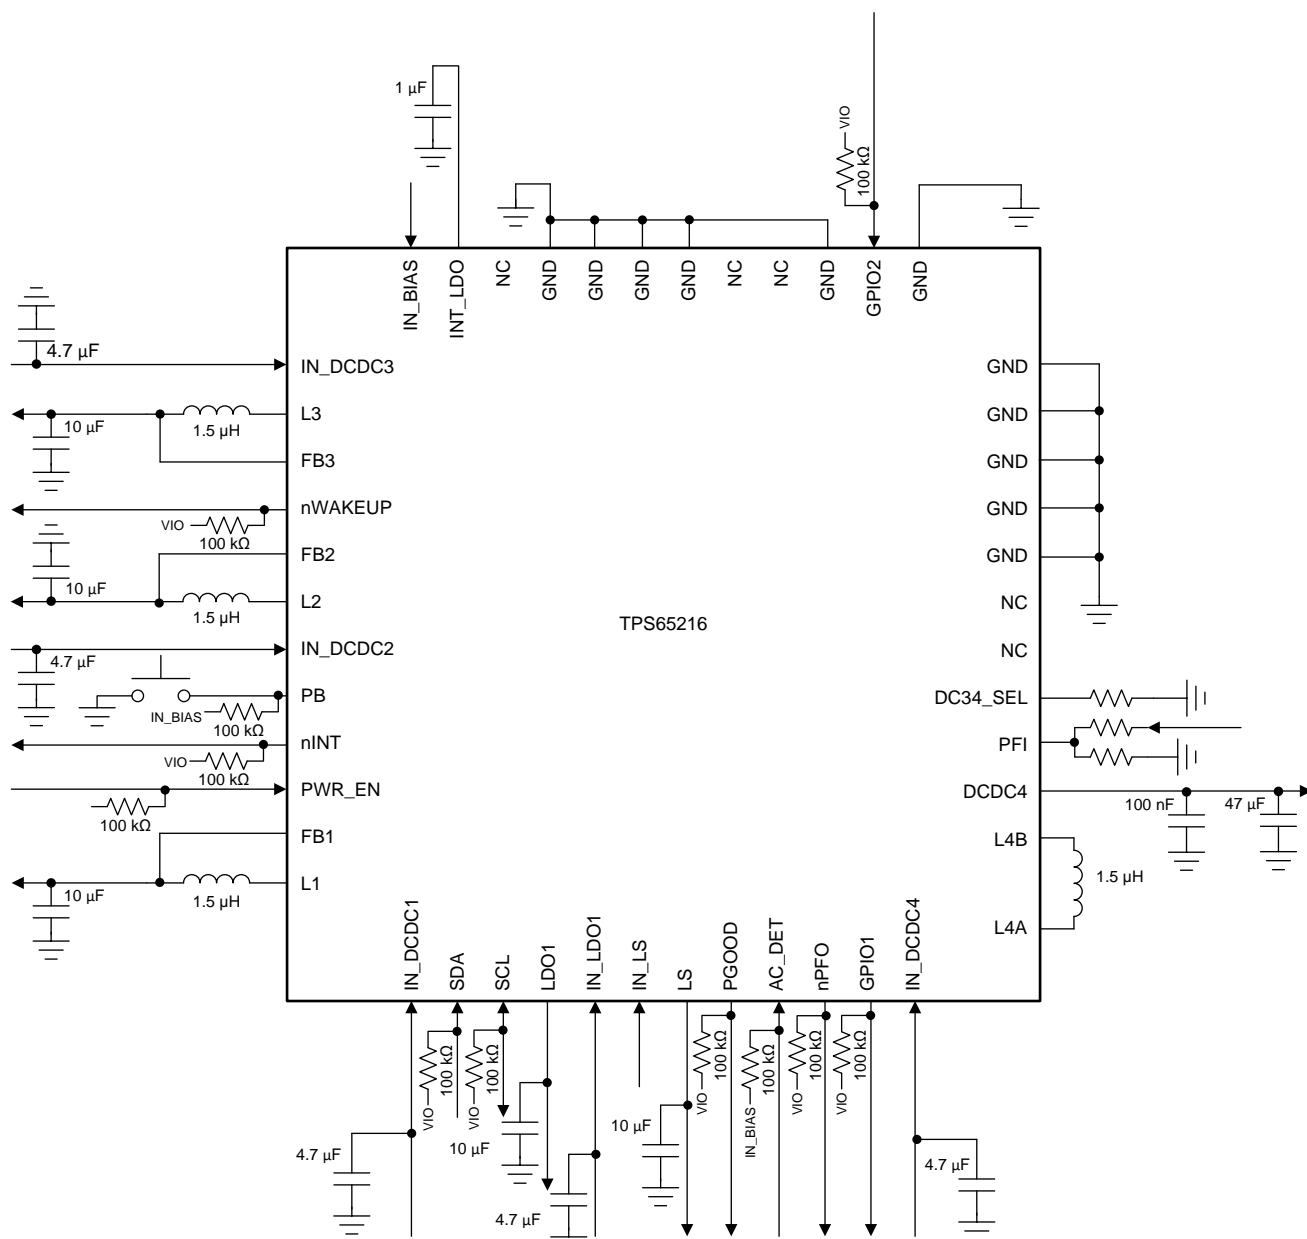 1 µF
VIO
100 kΩ
IN_BIAS
INT_LDO
NC
GND
GND
GND
GND
NC
NC
GND
GPIO2
GND
4.7 µF
IN_DCDC3
L3
10 µF
1.5 µH
FB3
nWAKEUP
VIO
100 kΩ
FB2
10 µF
L2
1.5 µH
IN_DCDC2
4.7 µF
PB
IN_BIAS
100 kΩ
nINT
VIO
100 kΩ
PWR_EN
100 kΩ
FB1
L1
10 µF
1.5 µH
TPS65216
GND
GND
GND
GND
GND
NC
NC
DC34_SEL
PFI
DCDC4
100 nF
47 µF
L4B
1.5 µH
L4A
IN_DCDC1
SDA
SCL
LDO1
IN_LDO1
IN_LS
LS
PGOOD
AC_DET
nPFO
GPIO1
IN_DCDC4
100 kΩ
VIO
100 kΩ
VIO
100 kΩ
VIO
100 kΩ
IN_BIAS
100 kΩ
VIO
100 kΩ
VIO
4.7 µF
10 µF
4.7 µF
10 µF
4.7 µF